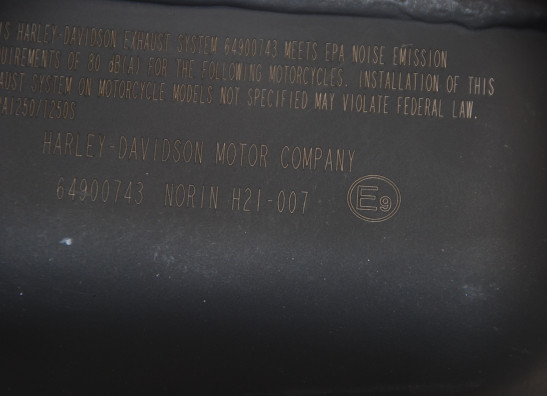 HARLEY-DAVIDSON EXHAUST SYSTEM 64900743 MEETS EPA NOISE EMISSION
OF 80 dB(A) FOR THE FOLLOWING MOTORCYCLES. INSTALLATION OF THIS
SYSTEM ON MOTORCYCLE MODELS NOT SPECIFIED MAY VIOLATE FEDERAL LAW.
1250/1250S
HARLEY-DAVIDSON MOTOR COMPANY
64900743 NORIN H21-007 E9